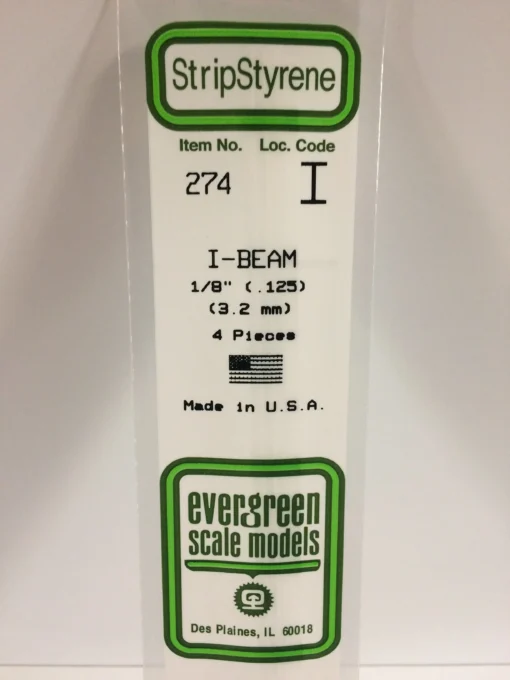 StripStyrene
Item No. Loc. Code
274 I
I-BEAM
1/8" (.125)
(3.2 mm)
4 Pieces
Made in U.S.A.
evergreen
scale models
Des Plaines, IL 60018